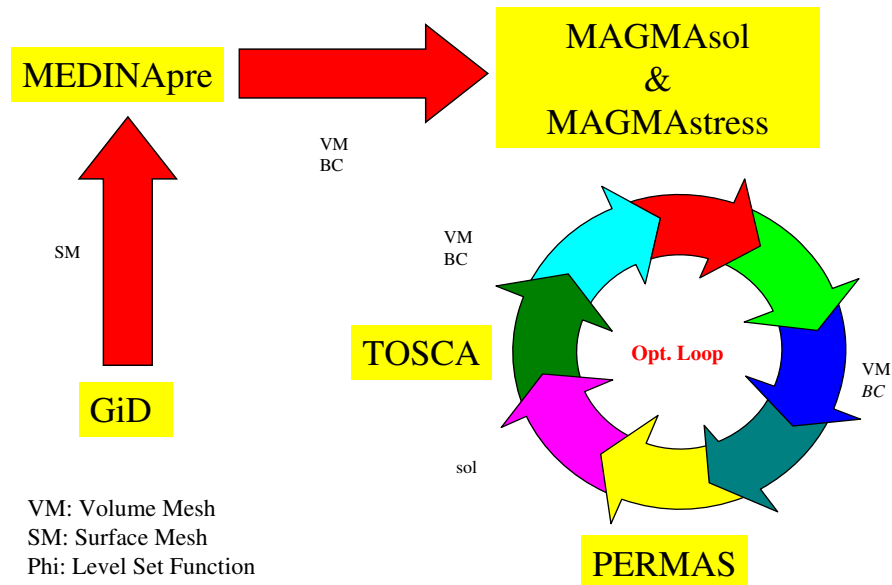 MEDINApre
MAGMAsol
&
MAGMAstress
VM
BC
SM
VM
BC
TOSCA
Opt. Loop
VM
BC
GiD
sol
VM: Volume Mesh
SM: Surface Mesh
Phi: Level Set Function
PERMAS